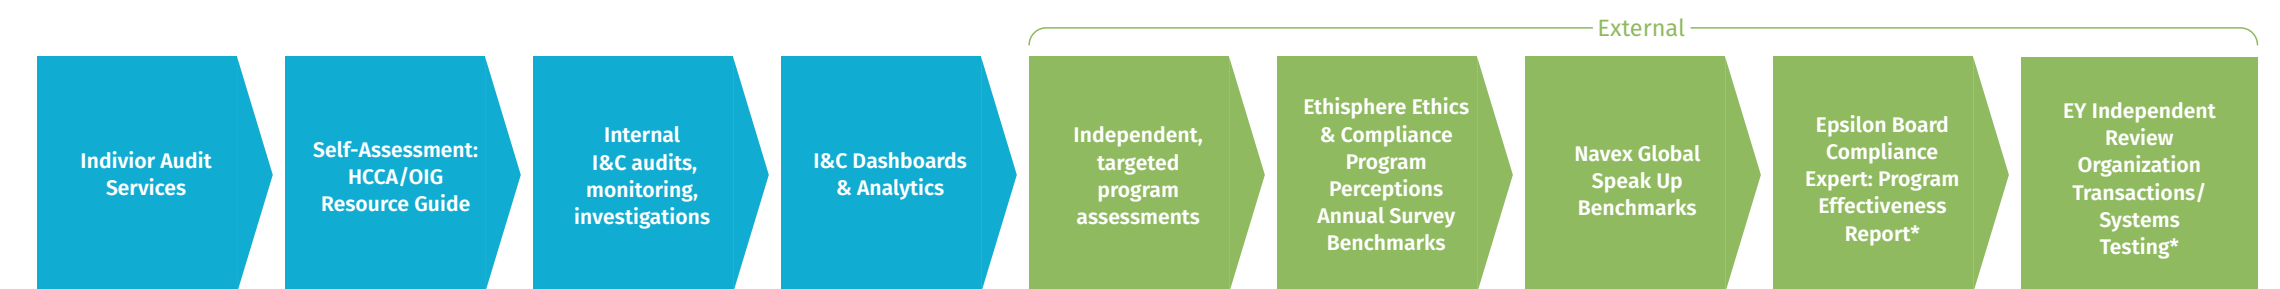 External
Indivior Audit
Services
Self-Assessment:
HCCA/OIG
Resource Guide
Internal
I&C audits,
monitoring,
investigations
I&C Dashboards
& Analytics
Independent,
targeted
program
assessments
Ethisphere Ethics
& Compliance
Program
Perceptions
Annual Survey
Benchmarks
Navex Global
Speak Up
Benchmarks
Epsilon Board
Compliance
Expert: Program
Effectiveness
Report*
EY Independent
Review
Organization
Transactions/
Systems
Testing*